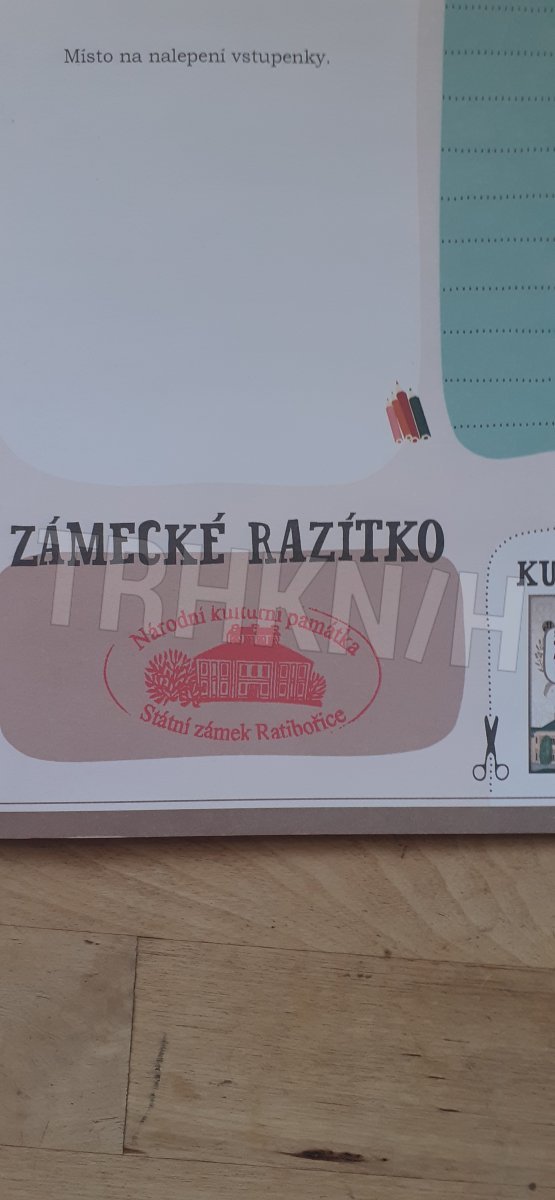 Místo na nalepení vstupenky.
ZÁMECKÉ RAZÍTKO
KU
TRHKNIH
Národní kulturní památka
Státní zámek Ratibořice